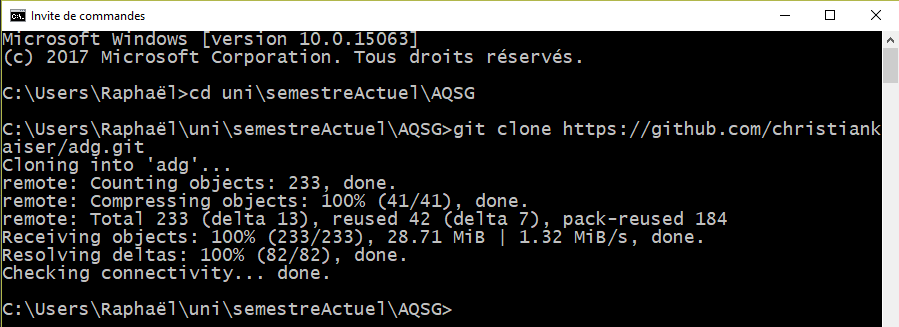 Invite de commandes
Microsoft Windows [version 10.0.15063]
(c) 2017 Microsoft Corporation. Tous droits réservés.
C:\Users\Raphaël>cd uni\semestreActuel\AQSG
C:\Users\Raphaël\uni\semestreActuel\AQSG>git clone https://github.com/christiank
aiser/adg.git
Cloning into 'adg'...
remote: Counting objects: 233, done.
remote: Compressing objects: 100% (41/41), done.
remote: Total 233 (delta 13), reused 42 (delta 7), pack-reused 184
Receiving objects: 100% (233/233), 28.71 MiB | 1.32 MiB/s, done.
Resolving deltas: 100% (82/82), done.
Checking connectivity... done.
C:\Users\Raphaël\uni\semestreActuel\AQSG>